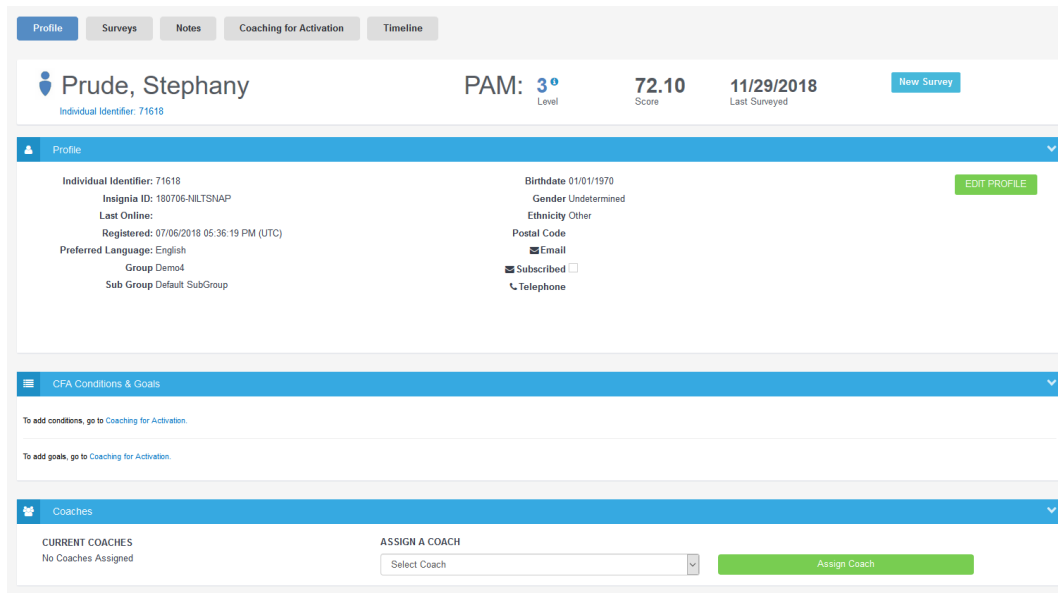 Profile Surveys Notes Coaching for Activation Timeline
Prude, Stephany
Individual Identifier: 71618
PAM: 3 72.10 11/29/2018 New Survey
Level Score Last Surveyed
Profile
Individual Identifier: 71618 Birthdate 01/01/1970 EDIT PROFILE
Insignia ID: 180706-NILTSNAP Gender Undetermined
Last Online: Ethnicity Other
Registered: 07/06/2018 05:36:19 PM (UTC) Postal Code
Preferred Language: English Email
Group Demo4 Subscribed
Sub Group Default SubGroup Telephone
CFA Conditions & Goals
To add conditions, go to Coaching for Activation.
To add goals, go to Coaching for Activation.
Coaches
CURRENT COACHES ASSIGN A COACH
No Coaches Assigned Select Coach Assign Coach